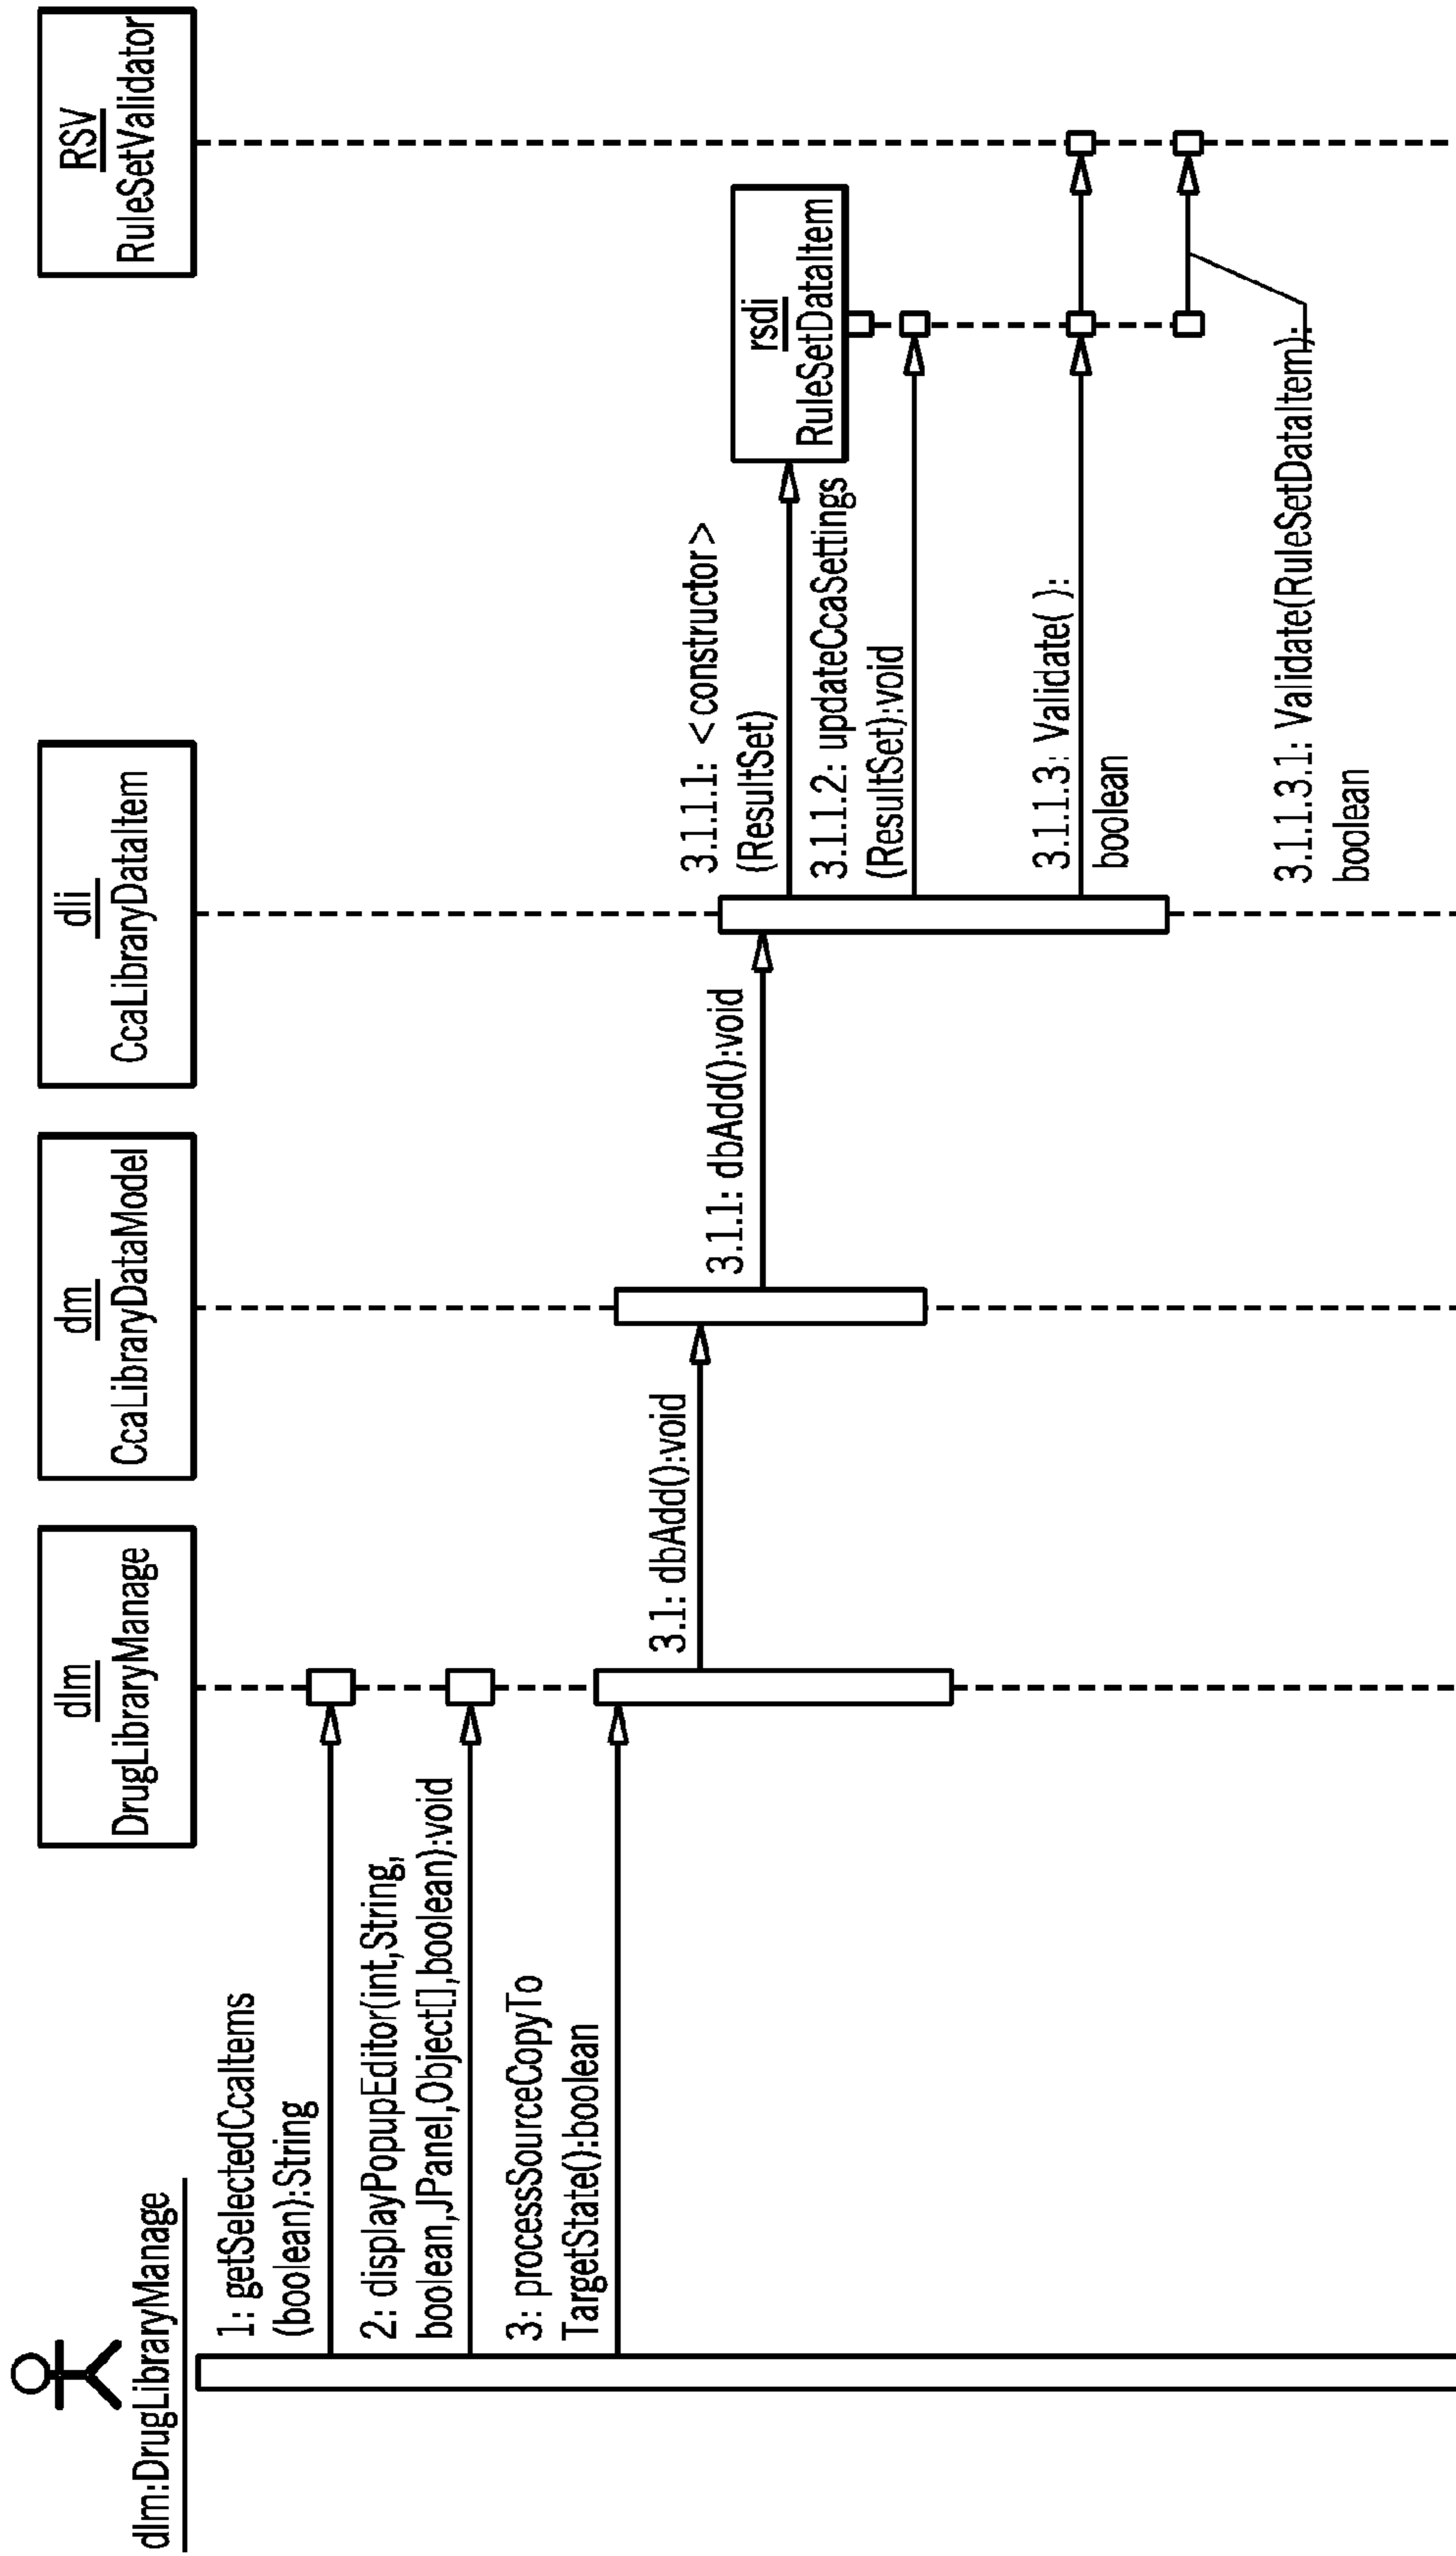 dlm:DrugLibraryManage
dlm
DrugLibraryManage
dm
CcaLibraryDataModel
dli
CcaLibraryDataItem
RSV
RuleSetValidator
1: getSelectedCcaItems
(boolean):String
2: displayPopupEditor(int,String,
boolean,JPanel,Object[],boolean):void
3: processSourceCopyTo
TargetState():boolean
3.1: dbAdd():void
3.1.1: dbAdd():void
3.1.1.1: <constructor>
(ResultSet)
rsdi
RuleSetDataItem
3.1.1.2: updateCcaSettings
(ResultSet):void
3.1.1.3: Validate( ):
boolean
3.1.1.3.1: Validate(RuleSetDataItem):
boolean